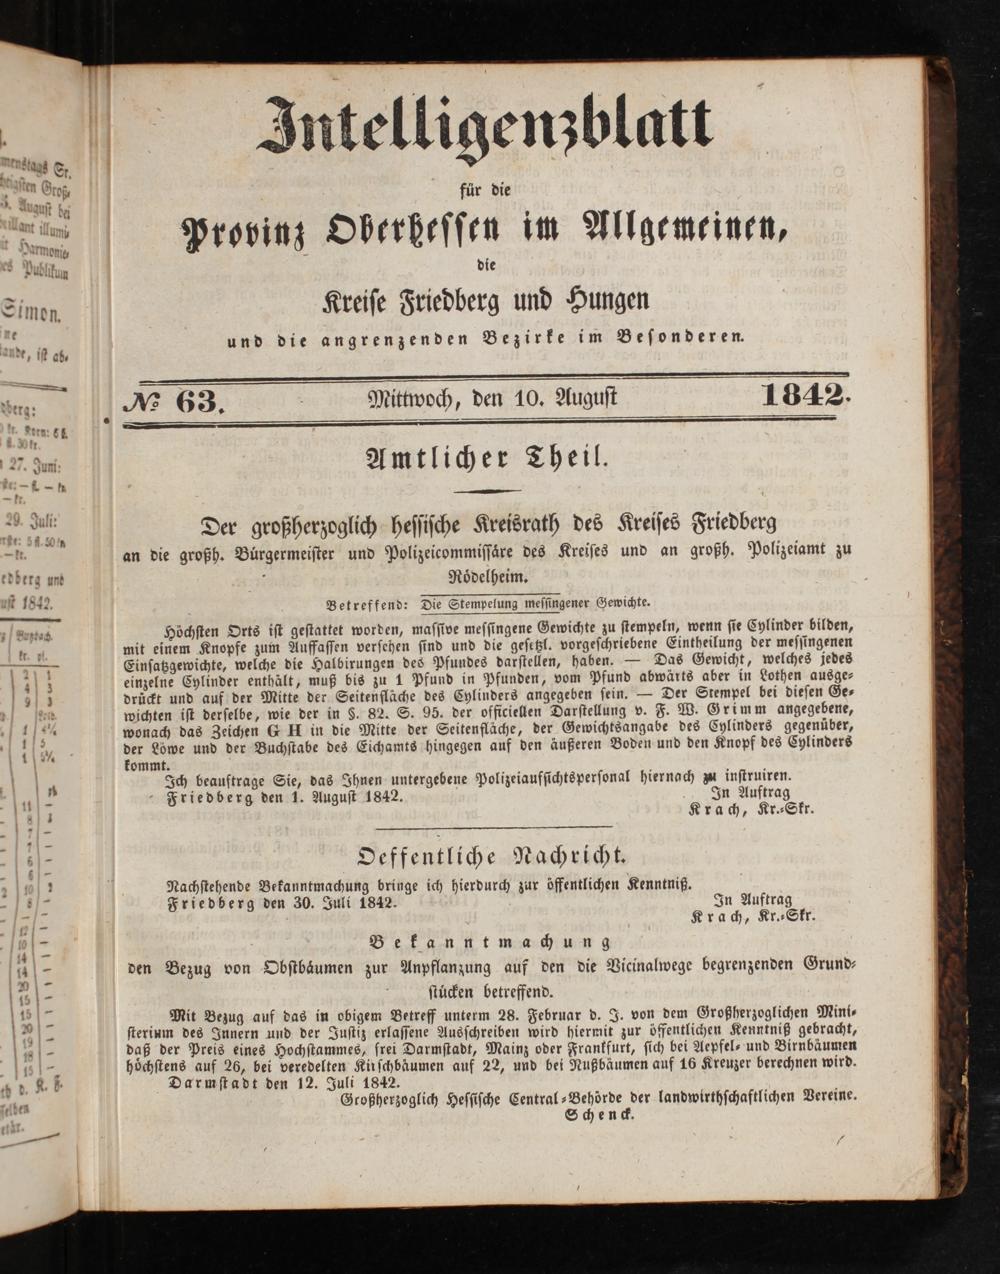 Intelligenzblatt
für die
Provinz Oberhessen im Allgemeinen,
die
Kreise Friedberg und Hungen
und die angrenzenden Bezirke im Besonderen.
№ 63. Mittwoch, den 10. August 1842.
Amtlicher Theil.
Der großherzoglich hessische Kreisrath des Kreises Friedberg
an die großh. Bürgermeister und Polizeicommissäre des Kreises und an großh. Polizeiamt zu
Rödelheim.
Betreffend: Die Stempelung messingener Gewichte.
Höchsten Orts ist gestattet worden, massive messingene Gewichte zu stempeln, wenn sie Cylinder bilden,
mit einem Knopfe zum Auffassen versehen sind und die gesetzl. vorgeschriebene Eintheilung der messingenen
Einsatzgewichte, welche die Halbirungen des Pfundes darstellen, haben. — Das Gewicht, welches jedes
einzelne Cylinder enthält, muß bis zu 1 Pfund in Pfunden, vom Pfund abwärts aber in Lothen ausge-
drückt und auf der Mitte der Seitenfläche des Cylinders angegeben sein. — Der Stempel bei diesen Ge-
wichten ist derselbe, wie der in §. 82. S. 95. der officiellen Darstellung v. F. W. Grimm angegebene,
wonach das Zeichen G H in die Mitte der Seitenfläche, der Gewichtsangabe des Cylinders gegenüber,
der Löwe und der Buchstabe des Eichamts hingegen auf den äußeren Boden und den Knopf des Cylinders
kommt.
Ich beauftrage Sie, das Ihnen untergebene Polizeiaufsichtspersonal hiernach zu instruiren.
Friedberg den 1. August 1842. In Auftrag
Krach, Kr.-Skr.
Oeffentliche Nachricht.
Nachstehende Bekanntmachung bringe ich hierdurch zur öffentlichen Kenntniß.
Friedberg den 30. Juli 1842. In Auftrag
Krach, Kr.-Skr.
Bekanntmachung
den Bezug von Obstbäumen zur Anpflanzung auf den die Vicinalwege begrenzenden Grund-
stücken betreffend.
Mit Bezug auf das in obigem Betreff unterm 28. Februar d. J. von dem Großherzoglichen Mini-
sterium des Innern und der Justiz erlassene Ausschreiben wird hiermit zur öffentlichen Kenntniß gebracht,
daß der Preis eines Hochstammes, frei Darmstadt, Mainz oder Frankfurt, sich bei Aepfel- und Birnbäumen
höchstens auf 26, bei veredelten Kirschbäumen auf 22, und bei Nußbäumen auf 16 Kreuzer berechnen wird.
Darmstadt den 12. Juli 1842.
Großherzoglich Hessische Central-Behörde der landwirthschaftlichen Vereine.
Schenck.